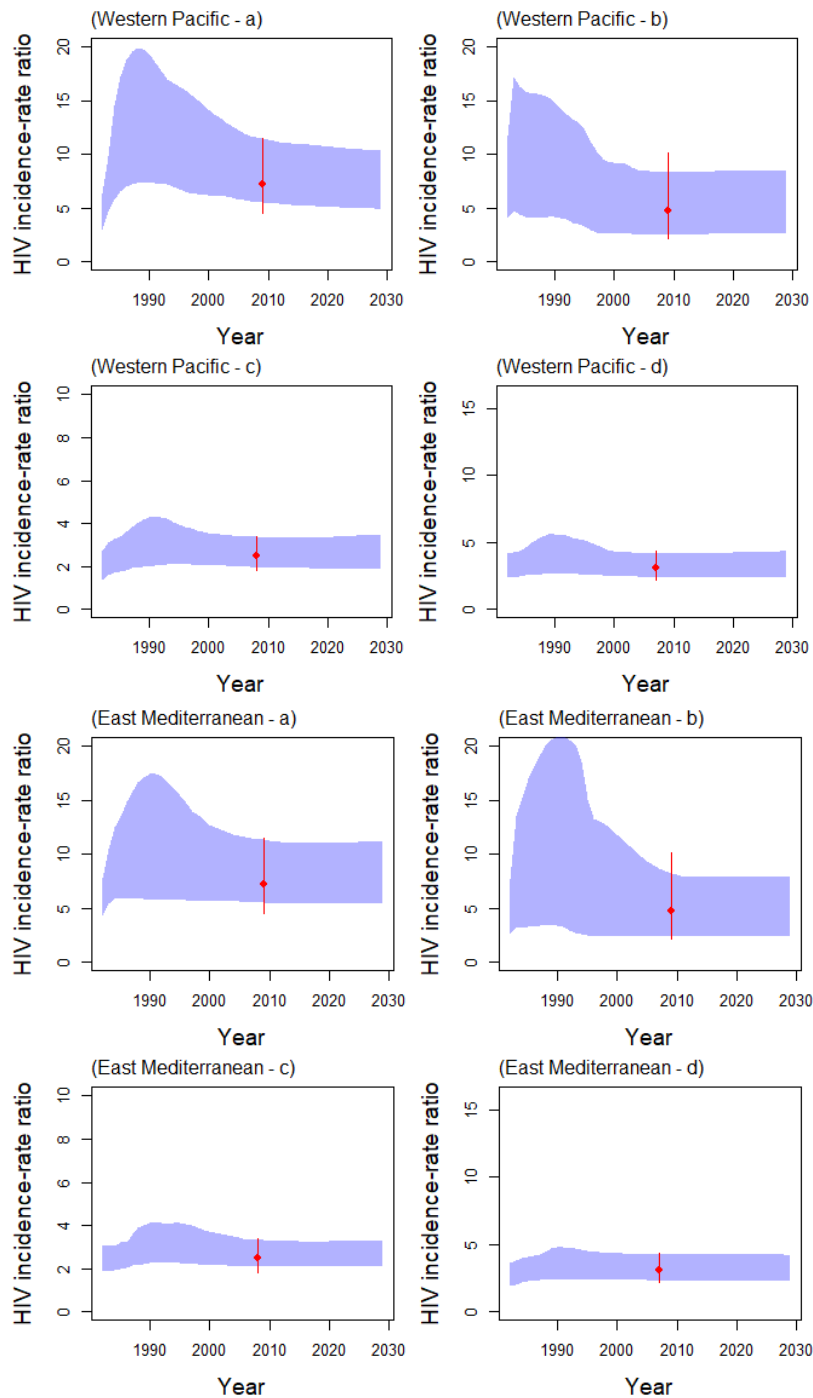 (Western Pacific - a)
HIV incidence-rate ratio
0 5 10 15 20
1990 2000 2010 2020 2030
Year
(Western Pacific - b)
HIV incidence-rate ratio
0 5 10 15 20
1990 2000 2010 2020 2030
Year
(Western Pacific - c)
HIV incidence-rate ratio
0 2 4 6 8 10
1990 2000 2010 2020 2030
Year
(Western Pacific - d)
HIV incidence-rate ratio
0 5 10 15
1990 2000 2010 2020 2030
Year
(East Mediterranean - a)
HIV incidence-rate ratio
0 5 10 15 20
1990 2000 2010 2020 2030
Year
(East Mediterranean - b)
HIV incidence-rate ratio
0 5 10 15 20
1990 2000 2010 2020 2030
Year
(East Mediterranean - c)
HIV incidence-rate ratio
0 2 4 6 8 10
1990 2000 2010 2020 2030
Year
(East Mediterranean - d)
HIV incidence-rate ratio
0 5 10 15
1990 2000 2010 2020 2030
Year